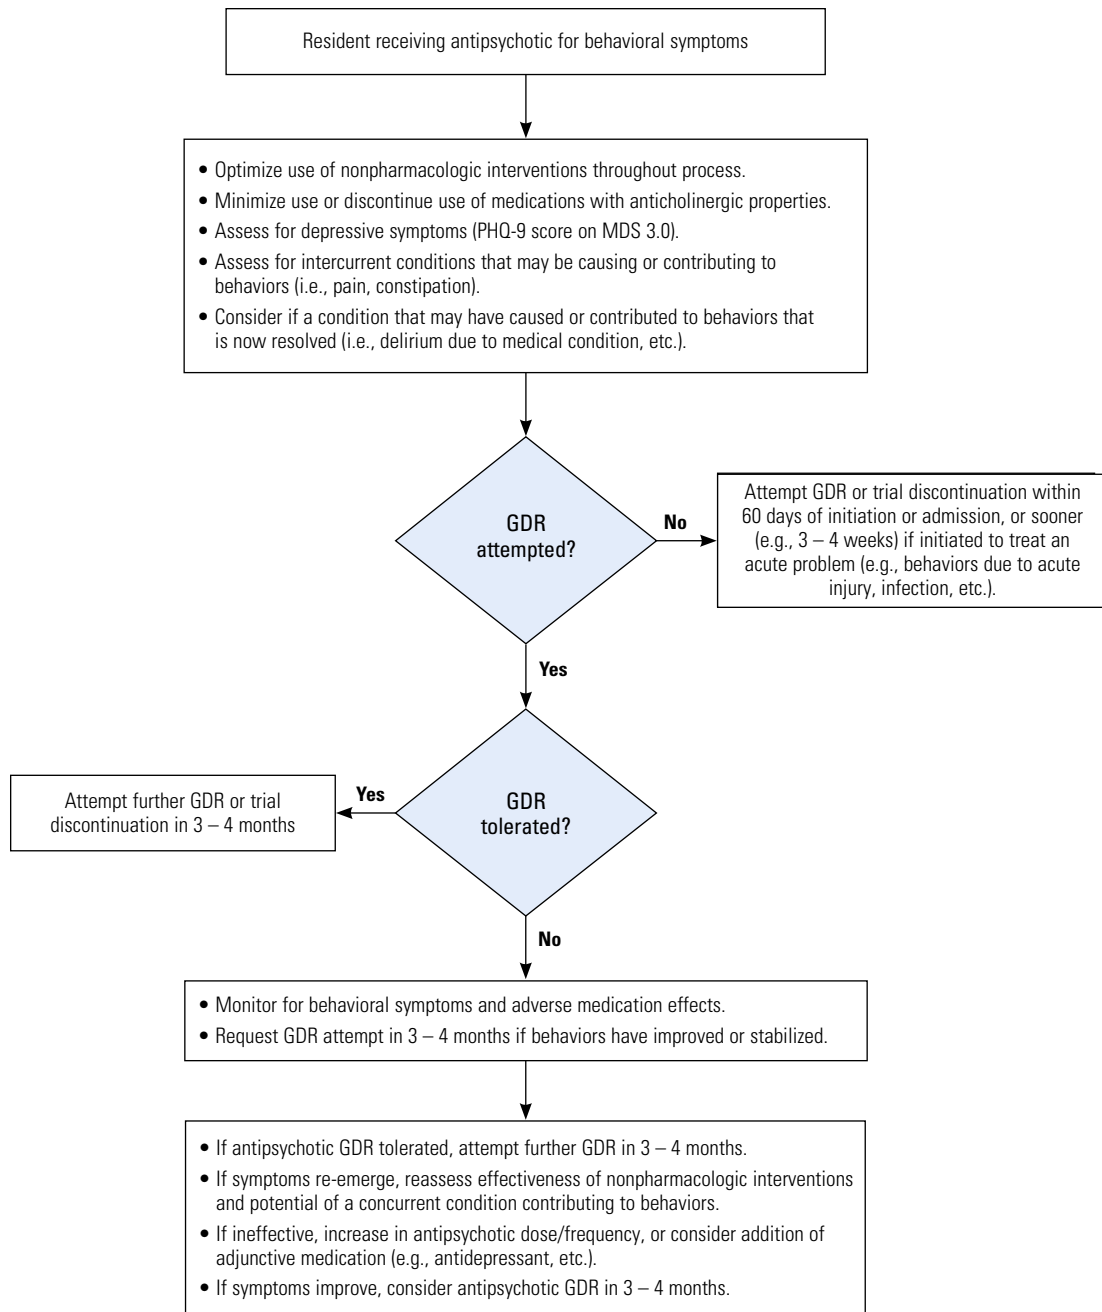 Resident receiving antipsychotic for behavioral symptoms
• Optimize use of nonpharmacologic interventions throughout process.
• Minimize use or discontinue use of medications with anticholinergic properties.
• Assess for depressive symptoms (PHQ-9 score on MDS 3.0).
• Assess for intercurrent conditions that may be causing or contributing to
behaviors (i.e., pain, constipation).
• Consider if a condition that may have caused or contributed to behaviors that
is now resolved (i.e., delirium due to medical condition, etc.).
GDR
attempted?
No
Attempt GDR or trial discontinuation within
60 days of initiation or admission, or sooner
(e.g., 3 – 4 weeks) if initiated to treat an
acute problem (e.g., behaviors due to acute
injury, infection, etc.).
Yes
GDR
tolerated?
Yes
Attempt further GDR or trial
discontinuation in 3 – 4 months
No
• Monitor for behavioral symptoms and adverse medication effects.
• Request GDR attempt in 3 – 4 months if behaviors have improved or stabilized.
• If antipsychotic GDR tolerated, attempt further GDR in 3 – 4 months.
• If symptoms re-emerge, reassess effectiveness of nonpharmacologic interventions
and potential of a concurrent condition contributing to behaviors.
• If ineffective, increase in antipsychotic dose/frequency, or consider addition of
adjunctive medication (e.g., antidepressant, etc.).
• If symptoms improve, consider antipsychotic GDR in 3 – 4 months.